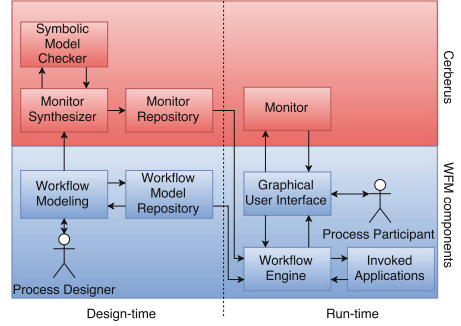 Symbolic
Model
Checker
Monitor
Synthesizer
Monitor
Repository
Monitor
Cerberus
Workflow
Modeling
Workflow
Model
Repository
Graphical
User Interface
Process Participant
WFM components
Process Designer
Workflow
Engine
Invoked
Applications
Design-time
Run-time